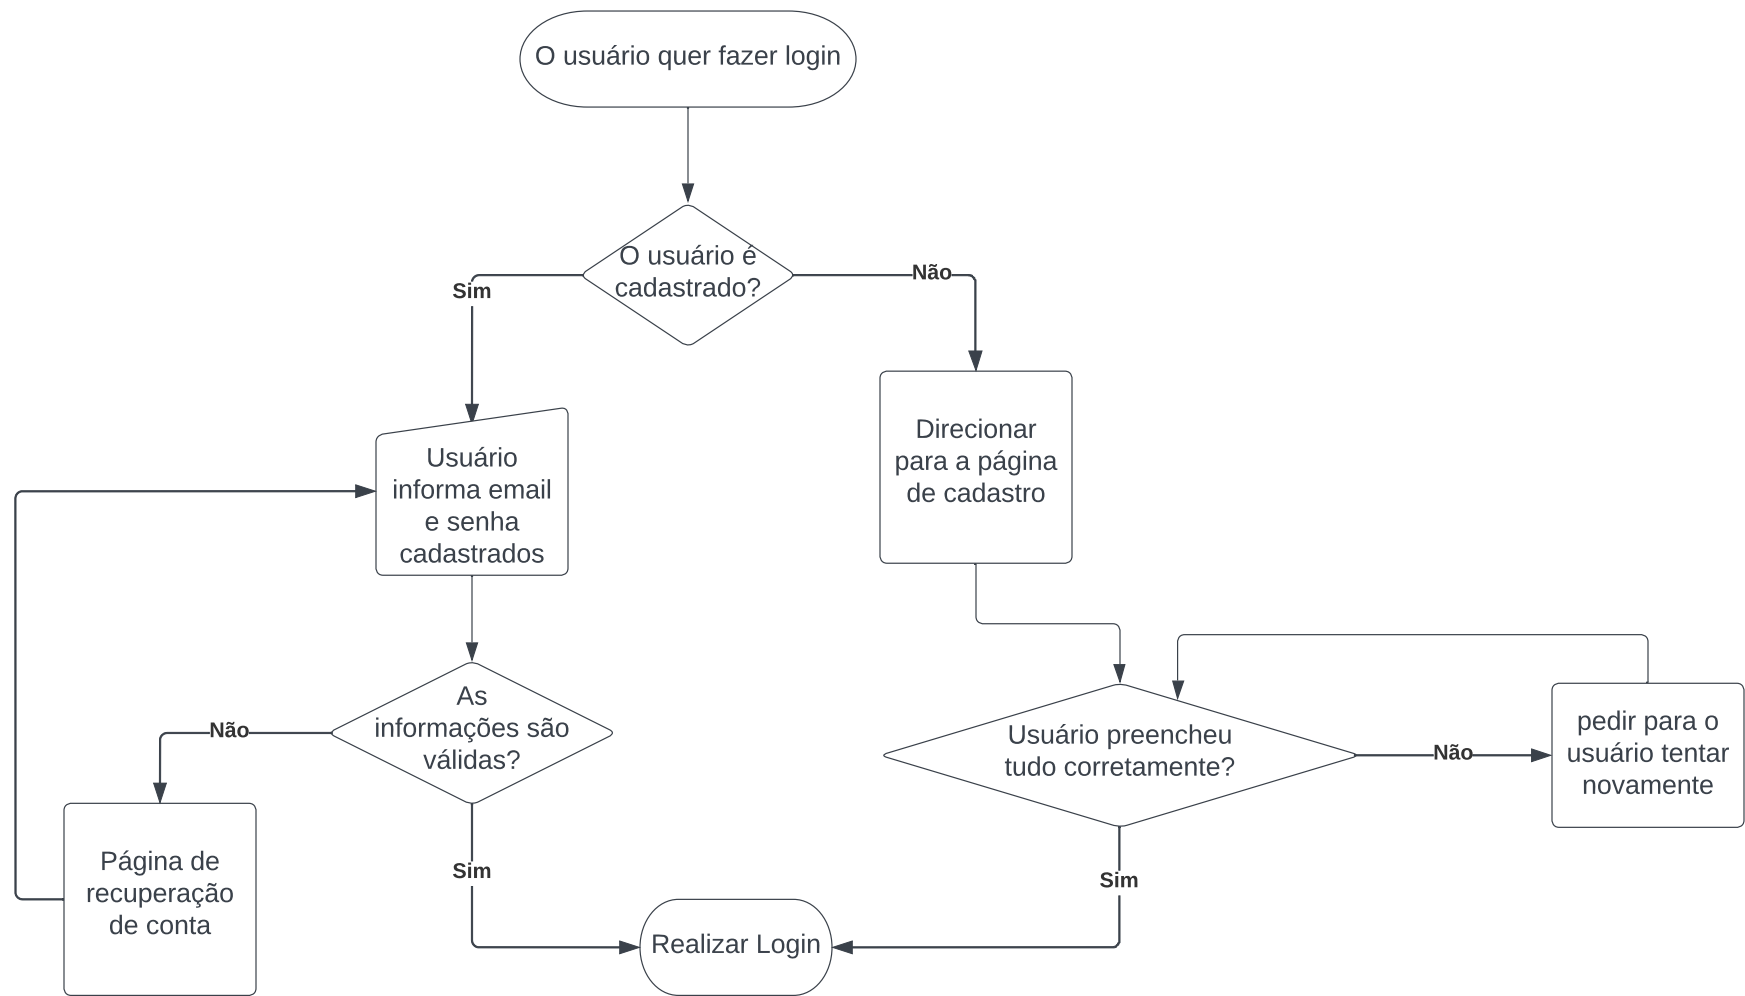 O usuário quer fazer login
O usuário é
cadastrado?
Sim
Não
Usuário
informa email
e senha
cadastrados
Direcionar
para a página
de cadastro
As
informações são
válidas?
Não
Usuário preencheu
tudo corretamente?
Não
pedir para o
usuário tentar
novamente
Página de
recuperação
de conta
Sim
Sim
Realizar Login